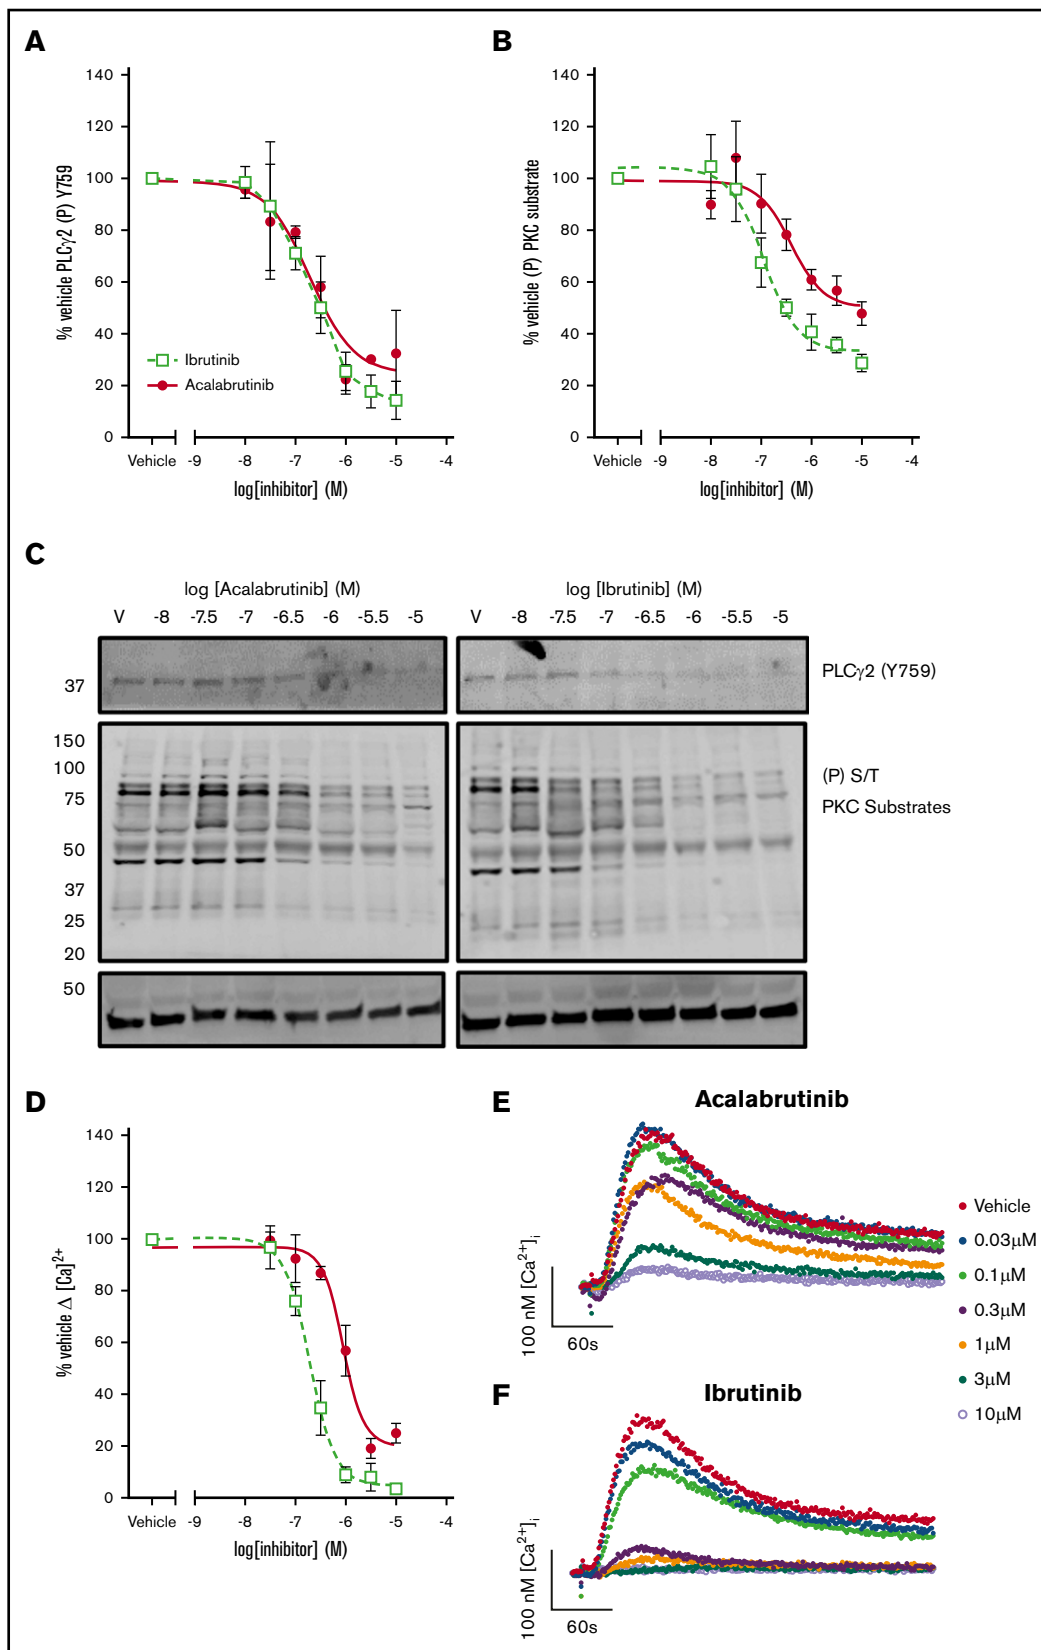 A
B
140
120
100
80
60
40
20
0
% vehicle PLCγ2 (P) Y759
Ibrutinib
Acalabrutinib
Vehicle -9 -8 -7 -6 -5 -4
log[inhibitor] (M)
140
120
100
80
60
40
20
0
% vehicle (P) PKC substrate
Vehicle -9 -8 -7 -6 -5 -4
log[inhibitor] (M)
C
log [Acalabrutinib] (M)
V -8 -7.5 -7 -6.5 -6 -5.5 -5
log [Ibrutinib] (M)
V -8 -7.5 -7 -6.5 -6 -5.5 -5
37
PLCγ2 (Y759)
150
100
75
50
37
25
20
(P) S/T
PKC Substrates
50
D
140
120
100
80
60
40
20
0
% vehicle Δ [Ca]2+
Vehicle -9 -8 -7 -6 -5 -4
log[inhibitor] (M)
E
Acalabrutinib
100 nM [Ca2+]i
60s
Vehicle
0.03μM
0.1μM
0.3μM
1μM
3μM
10μM
F
Ibrutinib
100 nM [Ca2+]i
60s